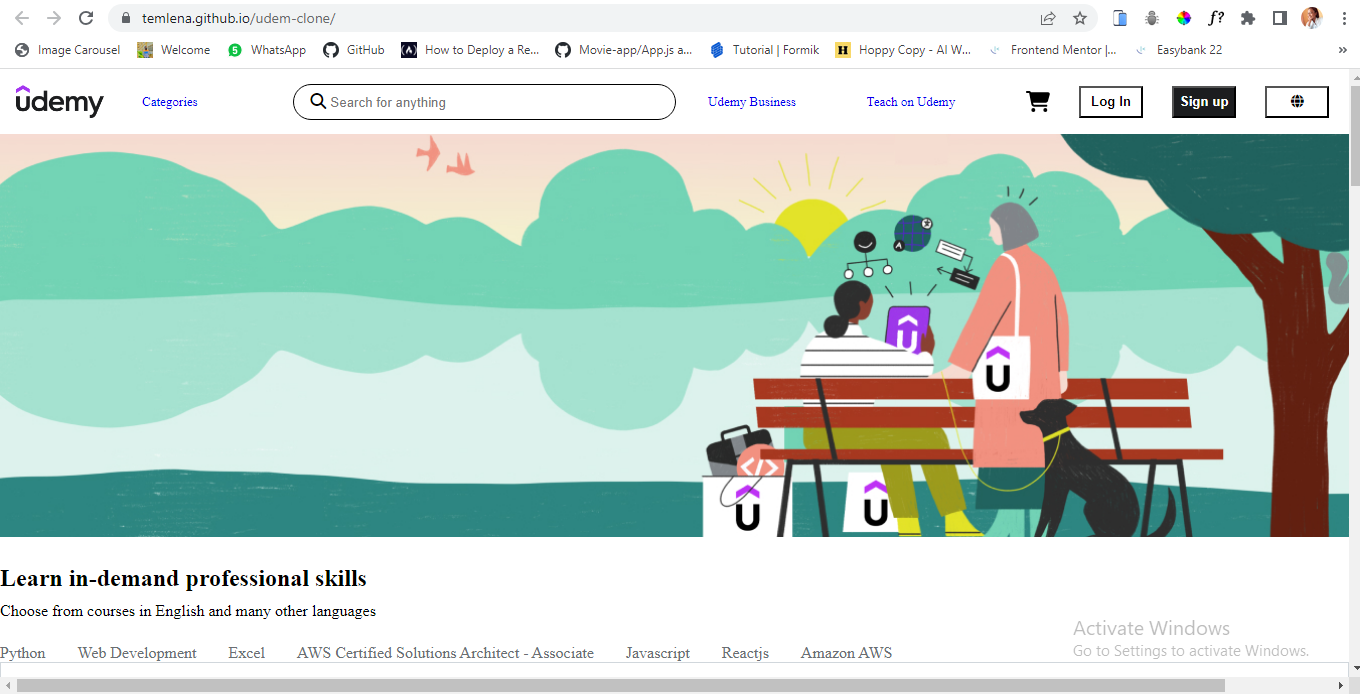 temlena.github.io/udem-clone/
f?
Image Carousel Welcome 5 WhatsApp GitHub (A) How to Deploy a Re... Movie-app/App.js a... Tutorial | Formik H Hoppy Copy - AI W... Frontend Mentor |... Easybank 22 »
ûdemy Categories Search for anything Udemy Business Teach on Udemy Log In Sign up
A
U
U
</>
U
U
Learn in-demand professional skills
Choose from courses in English and many other languages
Activate Windows
Go to Settings to activate Windows.
Python Web Development Excel AWS Certified Solutions Architect - Associate Javascript Reactjs Amazon AWS